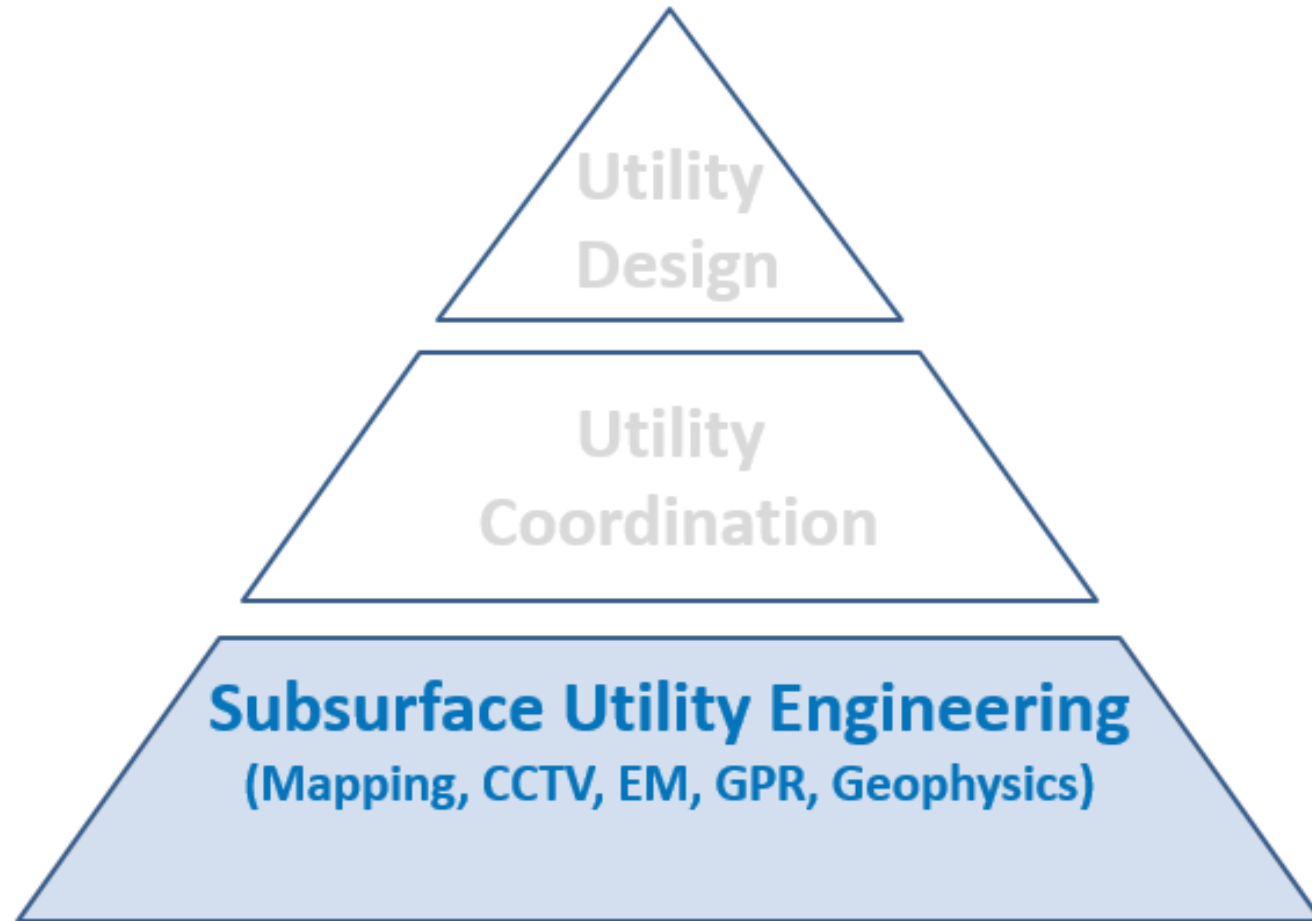 Utility
Design
Utility
Coordination
Subsurface Utility Engineering
(Mapping, CCTV, EM, GPR, Geophysics)